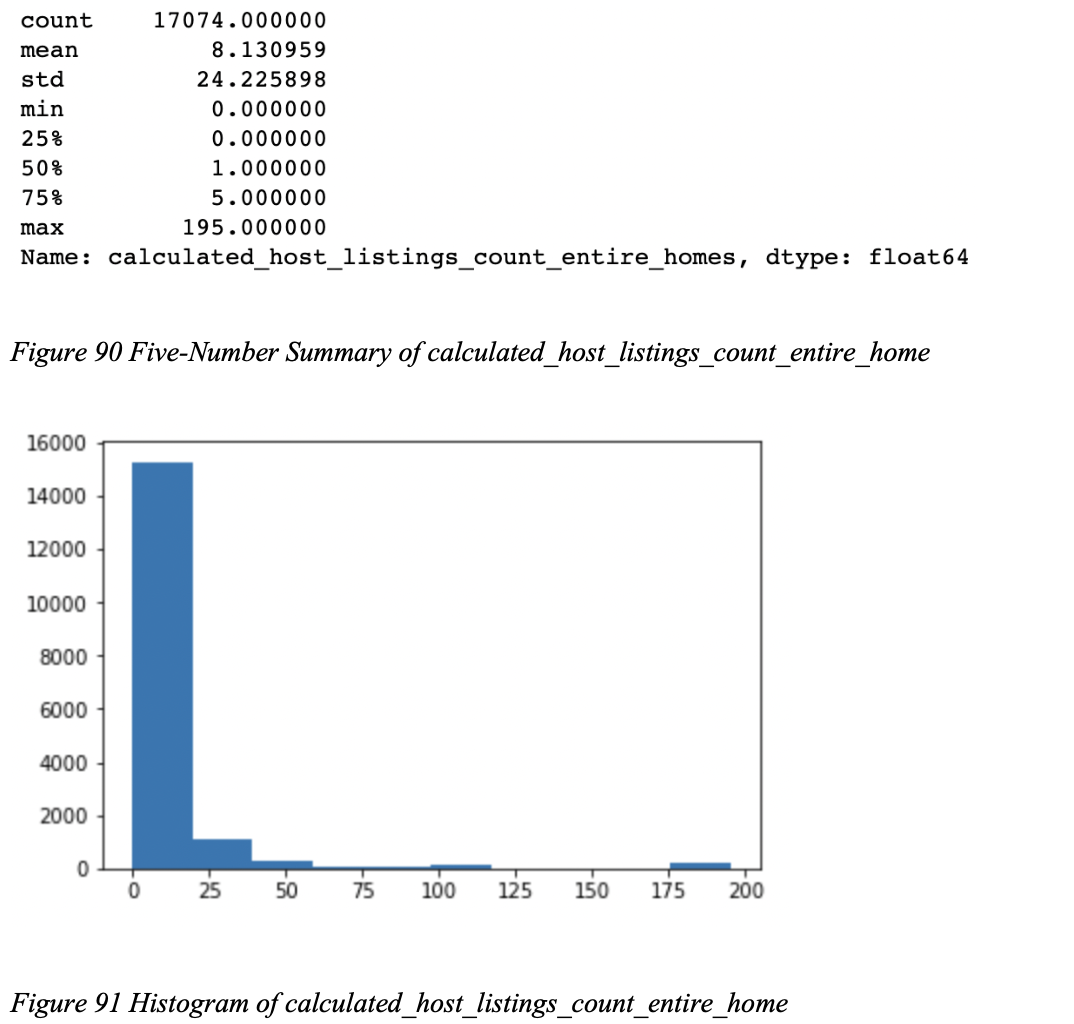 count 17074.000000
mean 8.130959
std 24.225898
min 0.000000
25% 0.000000
50% 1.000000
75% 5.000000
max 195.000000
Name: calculated_host_listings_count_entire_homes, dtype: float64
Figure 90 Five-Number Summary of calculated_host_listings_count_entire_home
16000
14000
12000
10000
8000
6000
4000
2000
0
0 25 50 75 100 125 150 175 200
Figure 91 Histogram of calculated_host_listings_count_entire_home